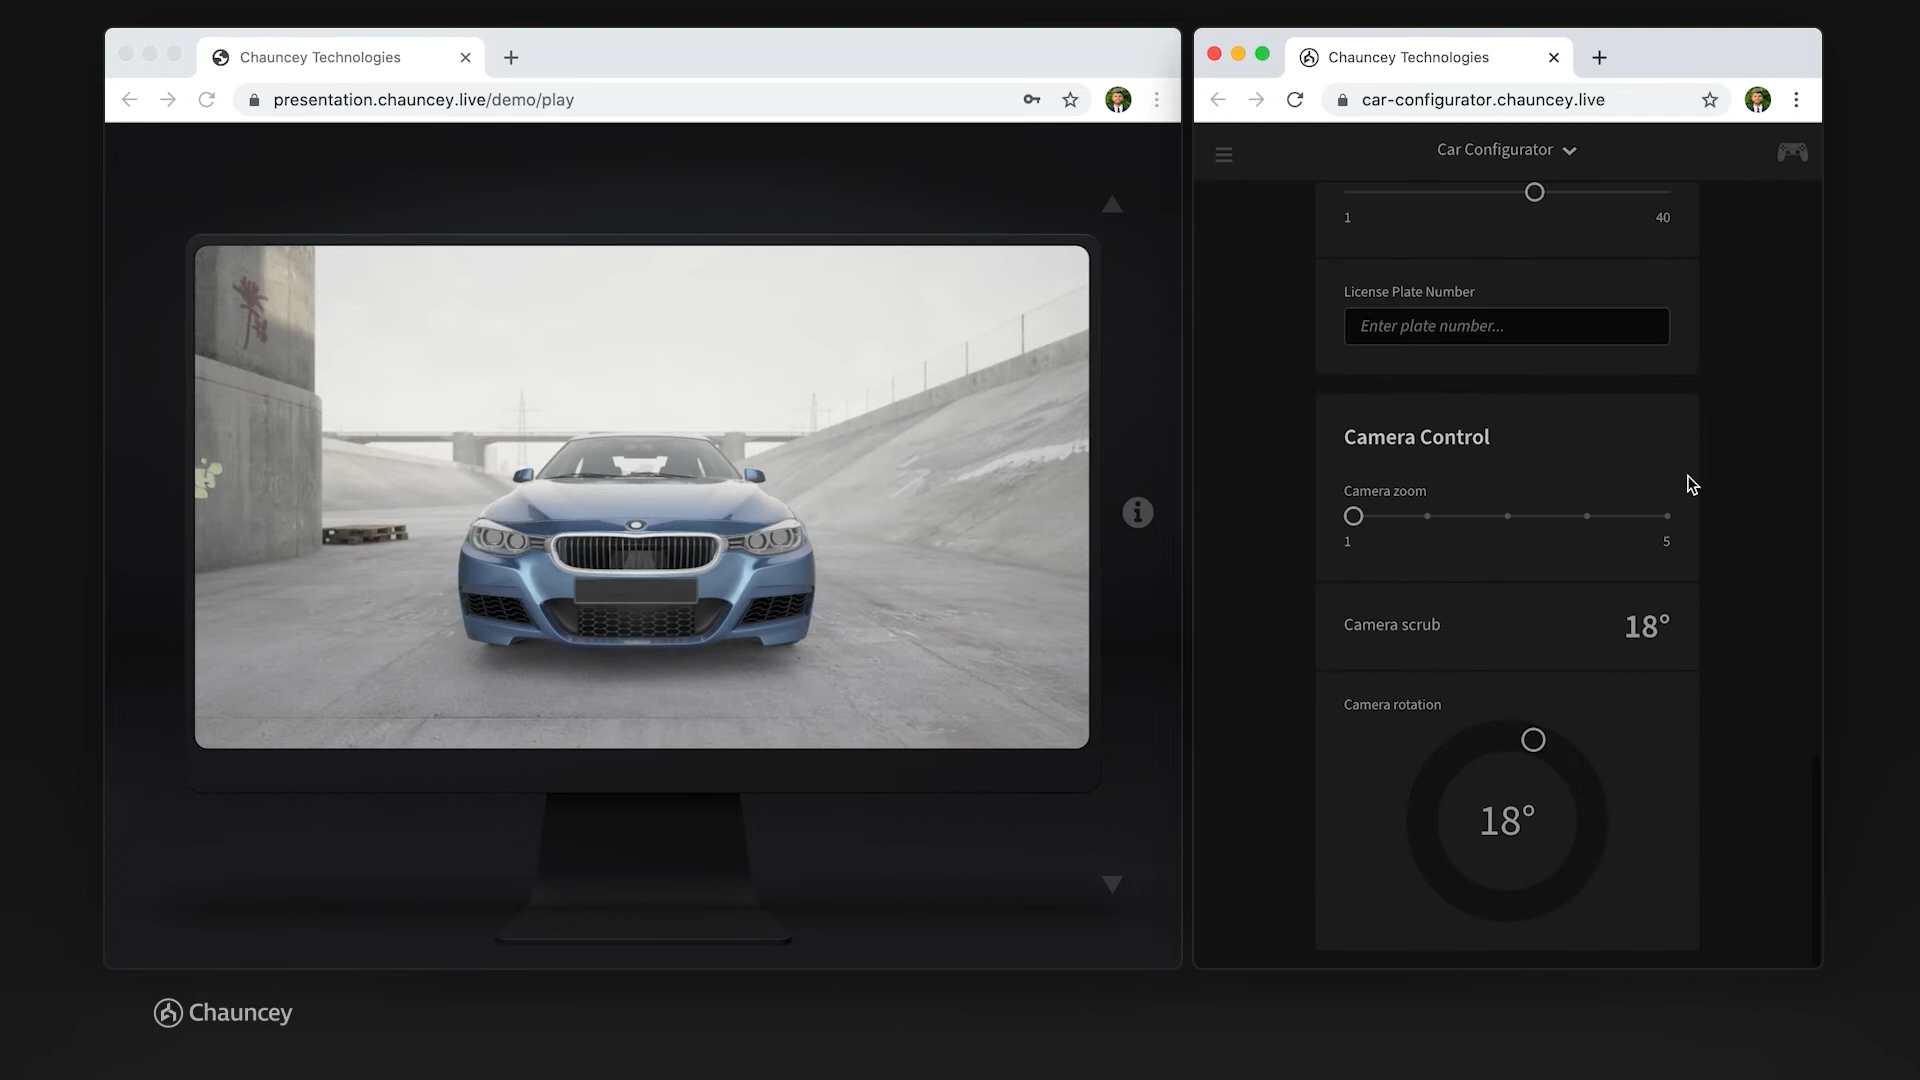 Chauncey Technologies
presentation.chauncey.live/demo/play
Chauncey Technologies
car-configurator.chauncey.live
Car Configurator
1 40
License Plate Number
Enter plate number...
Camera Control
Camera zoom
1 5
Camera scrub 18°
Camera rotation
18°
Chauncey